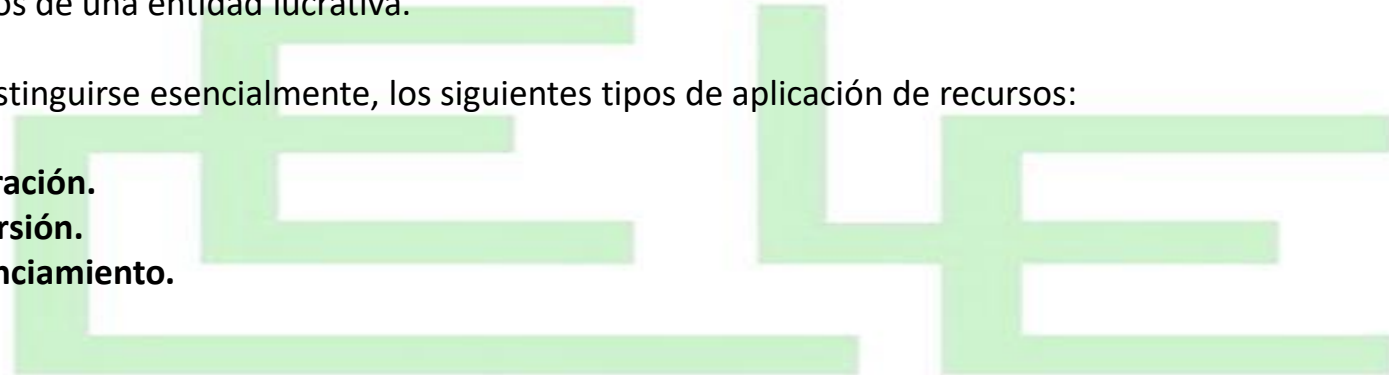 os de una entidad lucrativa.
stinguirse esencialmente, los siguientes tipos de aplicación de recursos:
ración.
rsión.
nciamiento.